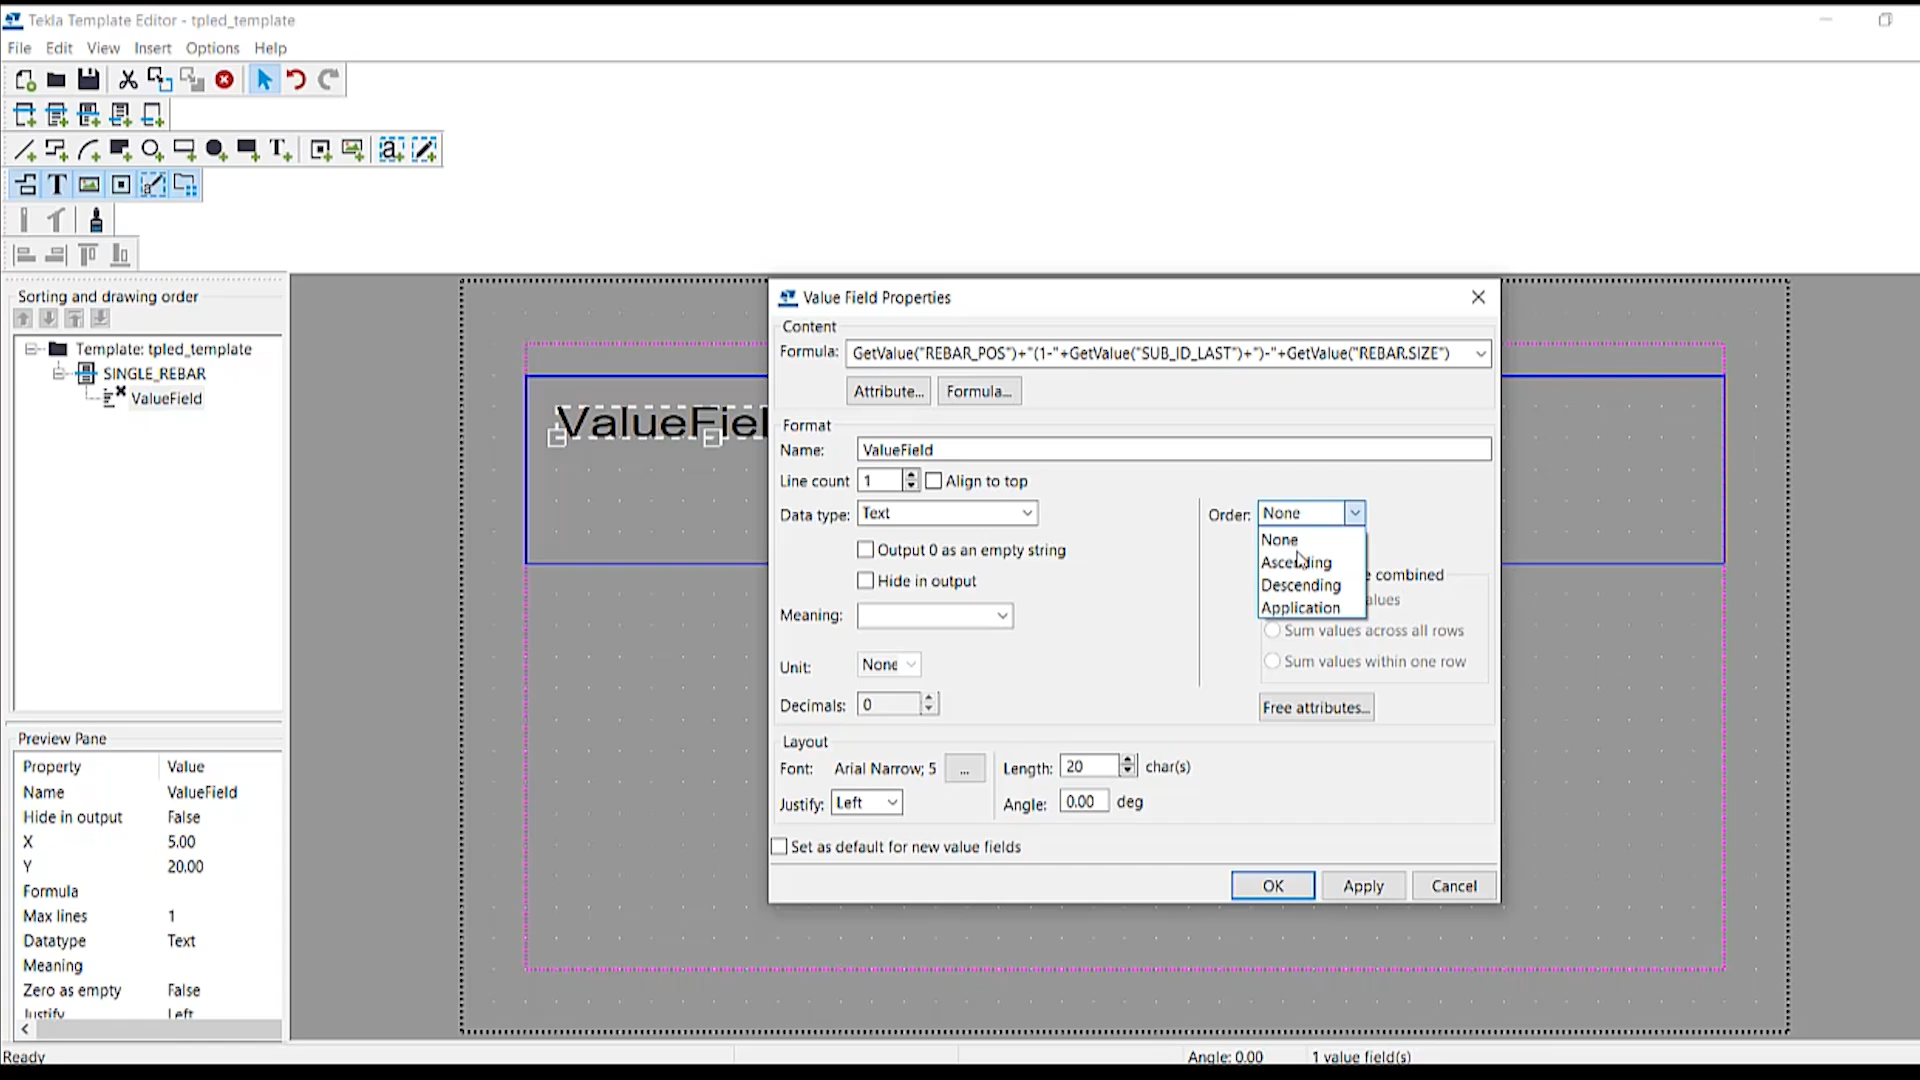 Tekla Template Editor - tpled_template
File Edit View Insert Options Help
Sorting and drawing order
Template: tpled_template
SINGLE_REBAR
ValueField
Preview Pane
Property Value
Name ValueField
Hide in output False
X 5.00
Y 20.00
Formula
Max lines 1
Datatype Text
Meaning
Zero as empty False
Justify Left
Ready
ValueFiel
Value Field Properties
Content
Formula: GetValue("REBAR_POS")+"(1-"+GetValue("SUB_ID_LAST")+")-"+GetValue("REBAR.SIZE")
Attribute... Formula...
Format
Name: ValueField
Line count 1 Align to top
Data type: Text
Order: None
None
Ascending
Descending
Application
Output 0 as an empty string
Hide in output
combined
alues
Sum values across all rows
Sum values within one row
Meaning:
Unit: None
Decimals: 0
Free attributes...
Layout
Font: Arial Narrow; 5 ... Length: 20 char(s)
Justify: Left Angle: 0.00 deg
Set as default for new value fields
OK Apply Cancel
Angle: 0.00 1 value field(s)